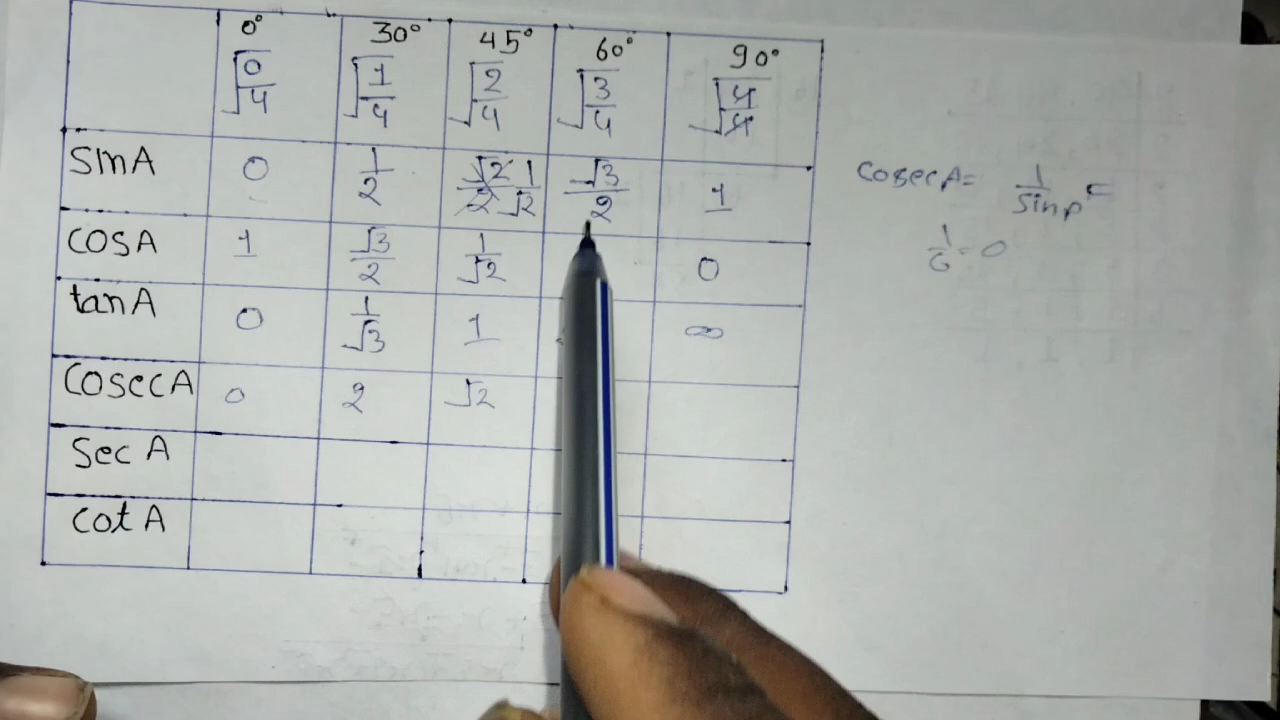 0° 30° 45° 60° 90°
√0/4 √1/4 √2/4 √3/4 √4/4
sinA 0 1/2 √2/2 1/√2 √3/2 1
cosA 1 √3/2 1/√2 0
tanA 0 1/√3 1 ∞
CosecA 0 2 √2
Sec A
cot A
CosecA= 1/sinA =
1/0=0